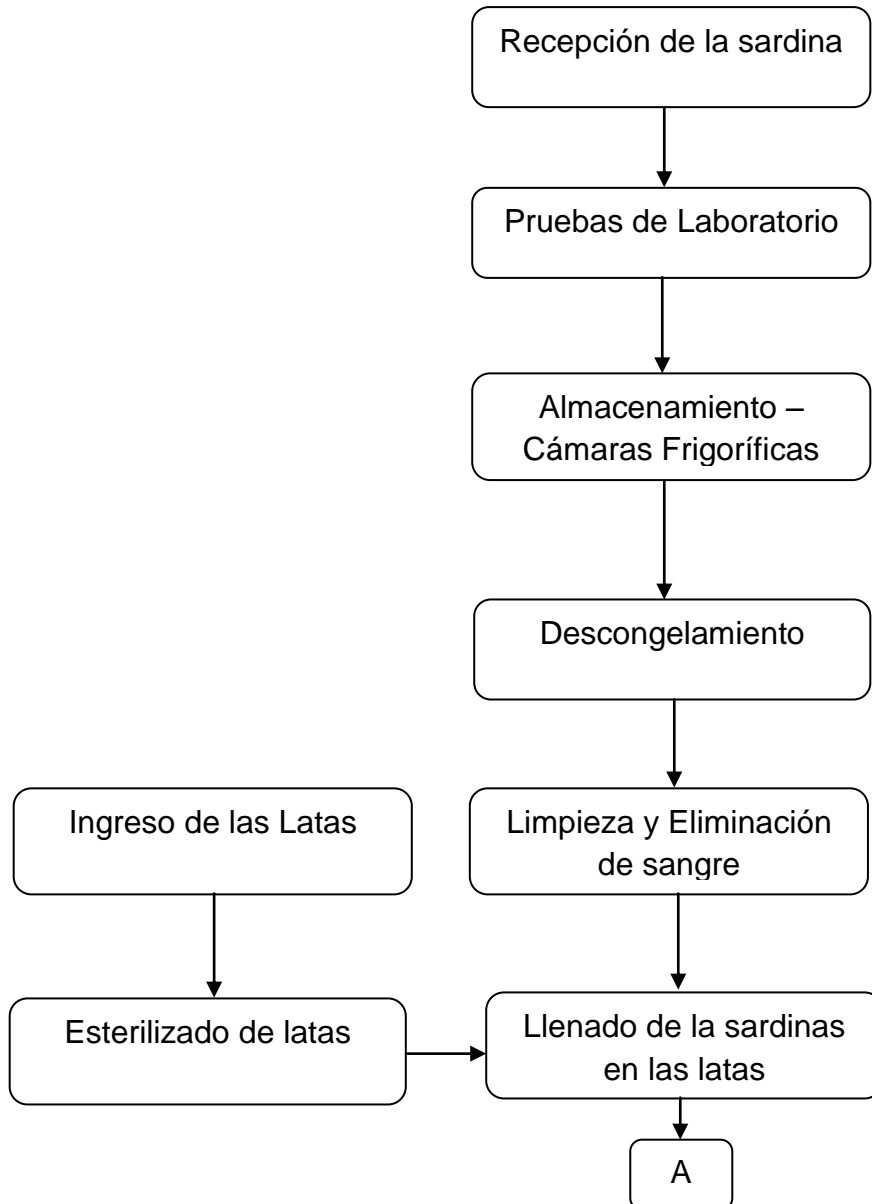 Recepción de la sardina
Pruebas de Laboratorio
Almacenamiento –
Cámaras Frigoríficas
Descongelamiento
Ingreso de las Latas
Limpieza y Eliminación
de sangre
Esterilizado de latas
Llenado de la sardinas
en las latas
A